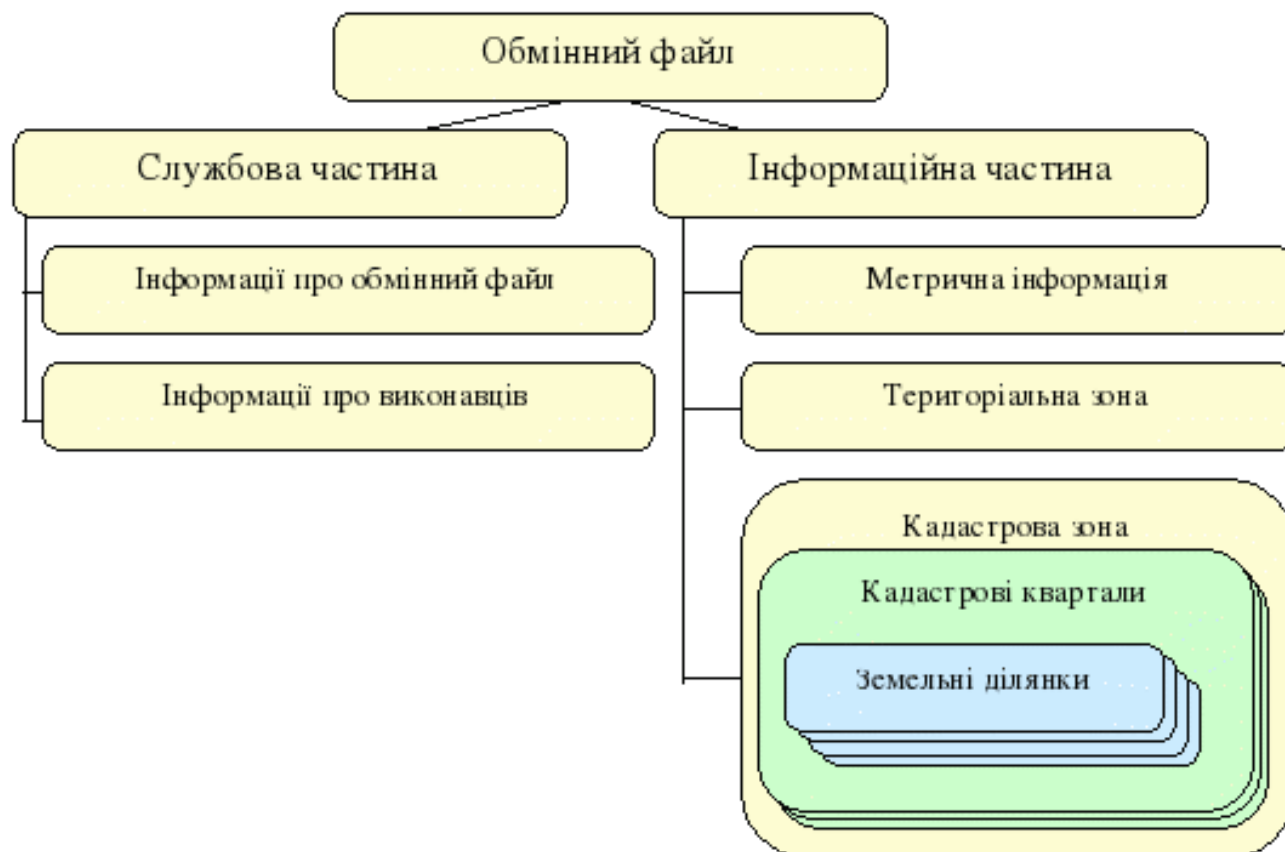 Обмінний файл
Службова частина
Інформаційна частина
Інформації про обмінний файл
Метрична інформація
Інформації про виконавців
Територіальна зона
Кадастрова зона
Кадастрові квартали
Земельні ділянки